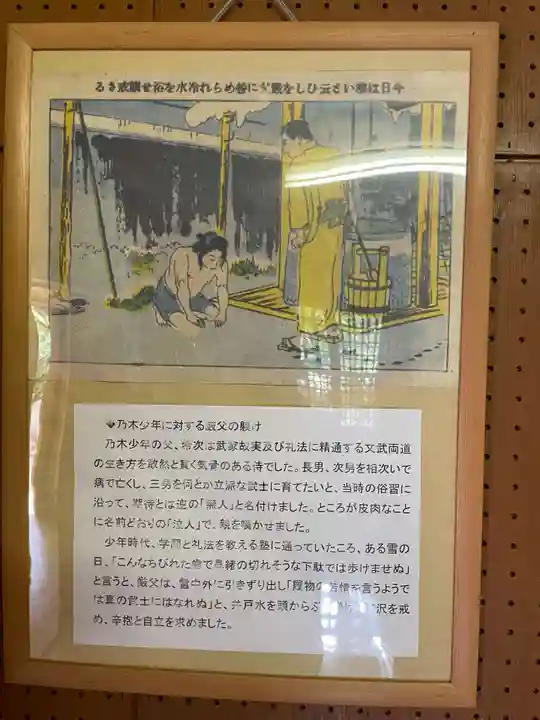 今日は寒いさ云ひしを厳父に咎められ冷水を浴せ懲戒さる
◆乃木少年に対する厳父の躾け
乃木少年の父、希次は武家故実及び礼法に精通する文武両道
の生き方を敢然と貫く気骨のある侍でした。長男、次男を相次いで
病で亡くし、三男を何とか立派な武士に育てたいと、当時の俗習に
沿って、期待とは逆の「無人」と名付けました。ところが皮肉なこと
に名前どおりの「泣人」で、親を嘆かせました。
少年時代、学問と礼法を教える塾に通っていたころ、ある雪の
日、「こんなちびれた歯で鼻緒の切れそうな下駄では歩けませぬ」
と言うと、厳父は、雪中外に引きずり出し「履物の苦情を言うようで
は真の武士にはなれぬ」と、井戸水を頭から 沢を戒
め、辛抱と自立を求めました。